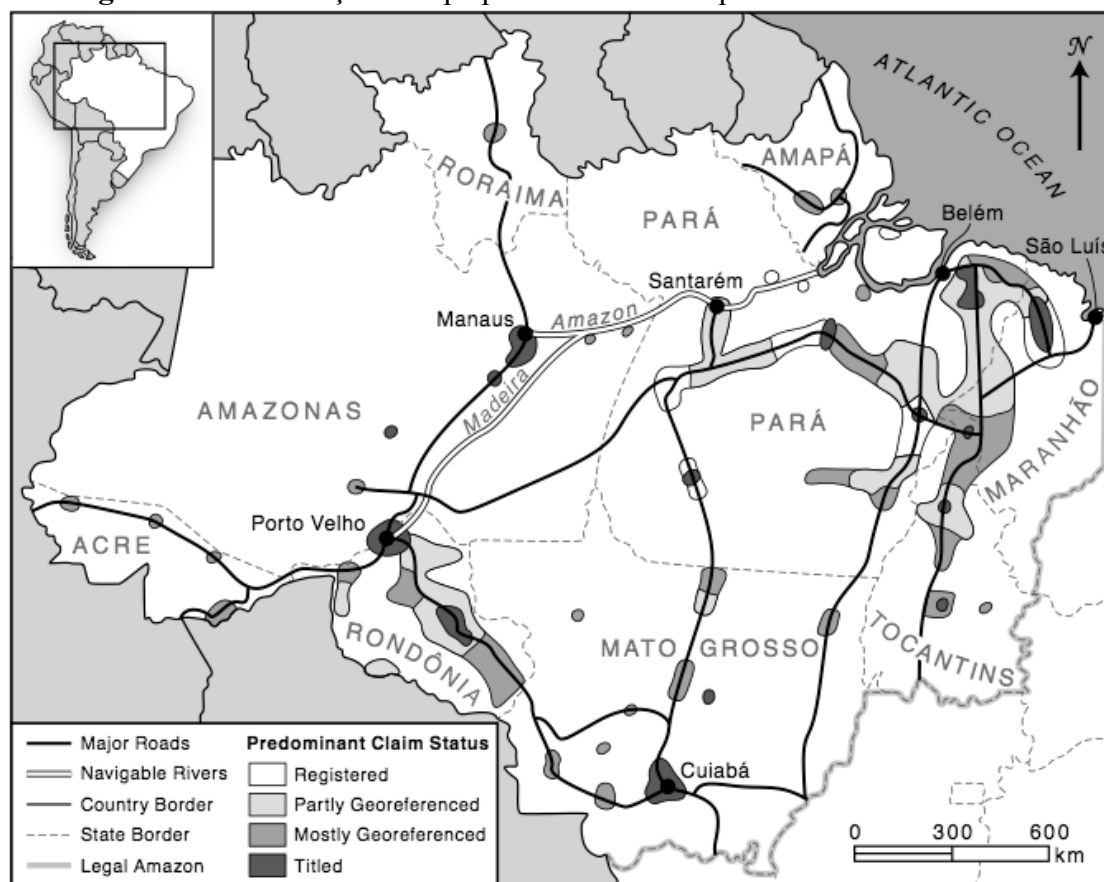 N
ATLANTIC OCEAN
AMAPÁ
RORAIMA
PARÁ
Belém
São Luís
Santarém
Manaus
Amazon
Madeira
AMAZONAS
PARÁ
MARANHÃO
Porto Velho
ACRE
RONDÔNIA
MATO GROSSO
TOCANTINS
Cuiabá
Major Roads
Navigable Rivers
Country Border
State Border
Legal Amazon
Predominant Claim Status
Registered
Partly Georeferenced
Mostly Georeferenced
Titled
0 300 600
km